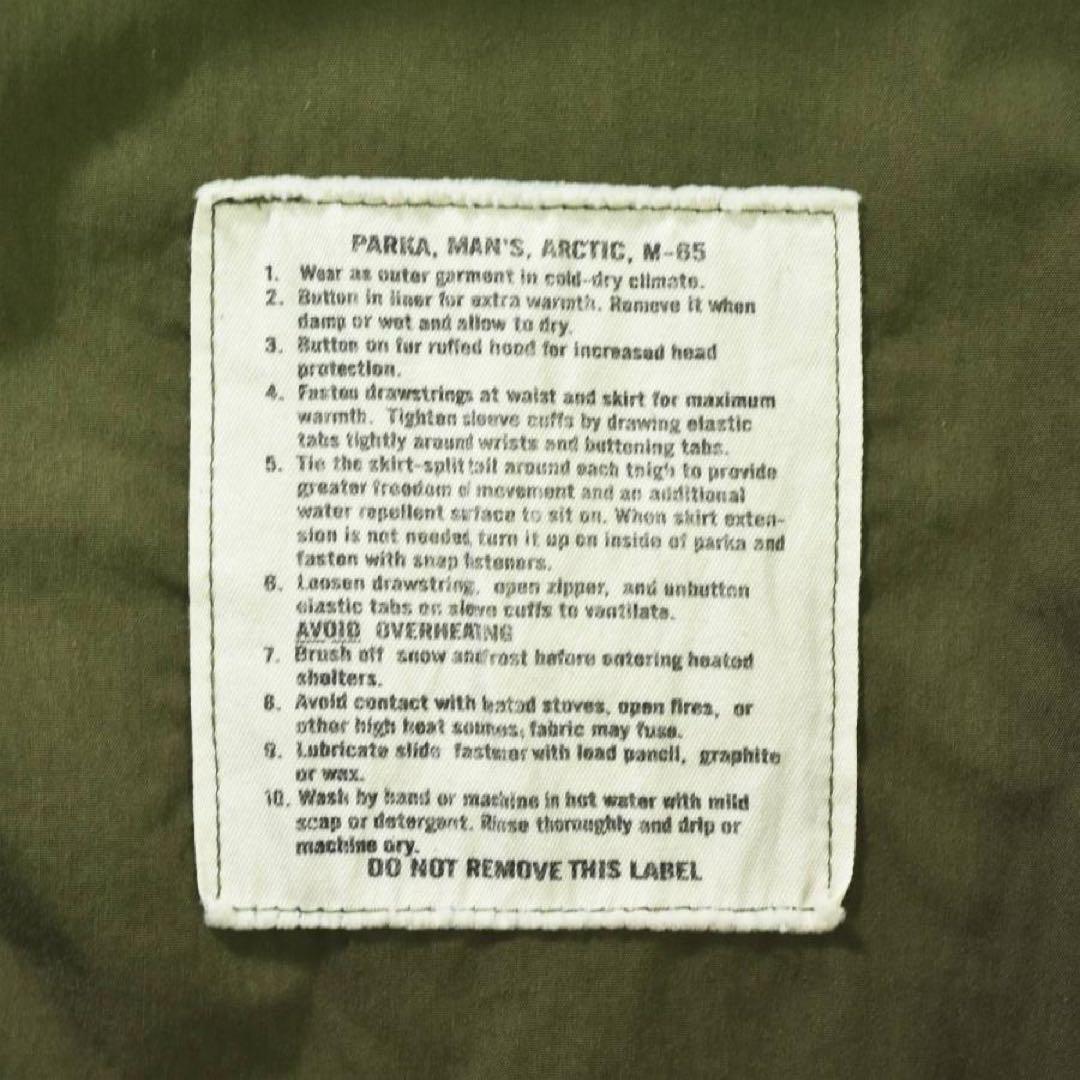 PARKA, MAN'S, ARCTIC, M-65
1. Wear as outer garment in cold-dry climate.
2. Button in liner for extra warmth. Remove it when
damp or wet and allow to dry.
3. Button on fur ruffed hood for increased head
protection.
4. Fasten drawstrings at waist and skirt for maximum
warmth. Tighten sleeve cuffs by drawing elastic
tabs tightly around wrists and buttening tabs.
5. Tie the skirt-split tail around each thigh to provide
greater freedom of movement and an additional
water repellent surface to sit on. When skirt exten-
sion is not needed, turn it up on inside of parka and
fasten with snap fasteners.
6. Loosen drawstring, open zipper, and unbutton
elastic tabs on sleve cuffs to ventilate.
AVOID OVERHEATING
7. Brush off snow and frost before entering heated
shelters.
8. Avoid contact with heated stoves, open fires, or
other high heat sources, fabric may fuse.
9. Lubricate slide fastener with lead pencil, graphite
or wax.
10. Wash by hand or machine in hot water with mild
soap or detergent. Rinse thoroughly and drip or
machine dry.
DO NOT REMOVE THIS LABEL